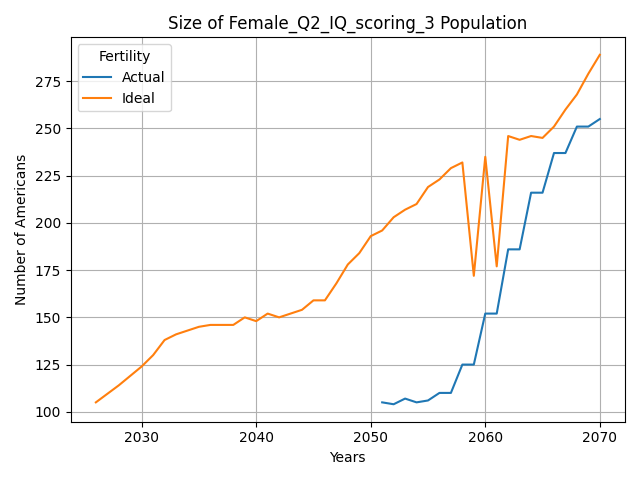 Size of Female_Q2_IQ_scoring_3 Population
Fertility
Actual
Ideal
Number of Americans
275
250
225
200
175
150
125
100
2030
2040
2050
2060
2070
Years